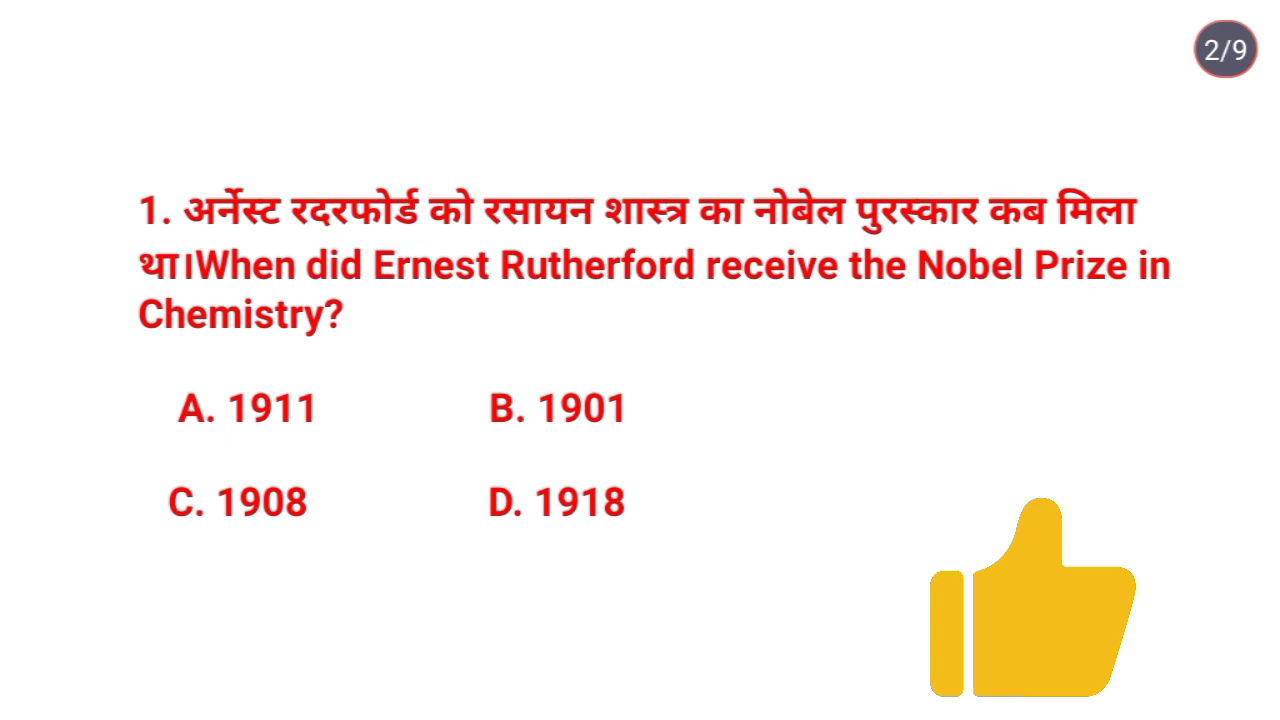 2/9
1. अर्नेस्ट रदरफोर्ड को रसायन शास्त्र का नोबेल पुरस्कार कब मिला
था।When did Ernest Rutherford receive the Nobel Prize in
Chemistry?
A. 1911 B. 1901
C. 1908 D. 1918